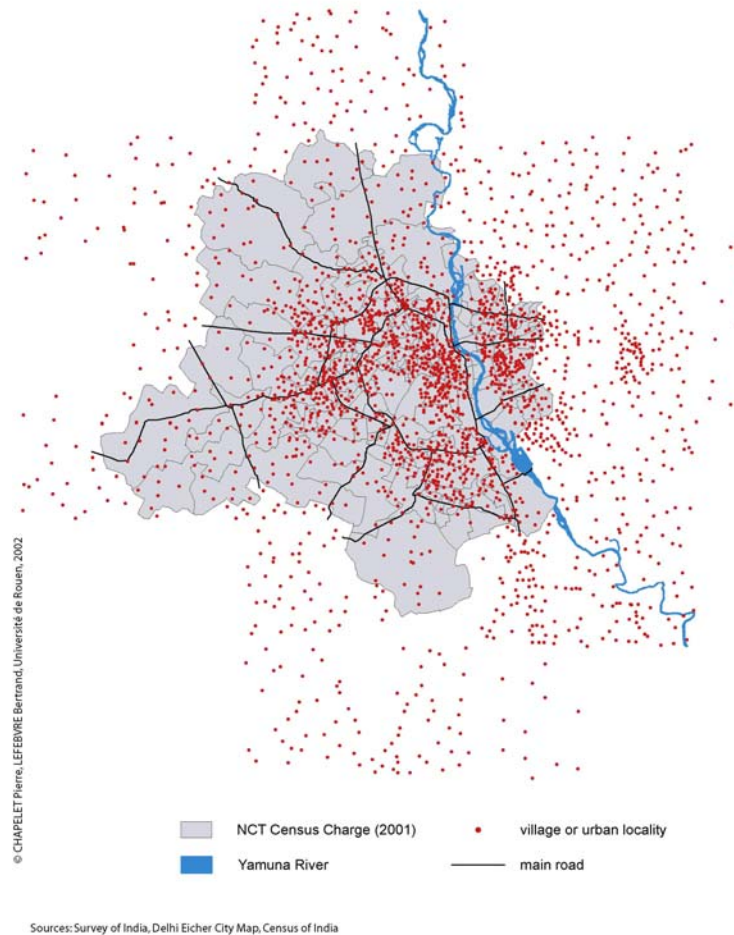 © CHAPELET Pierre, LEFEBVRE Bertrand, Université de Rouen, 2002
NCT Census Charge (2001)
village or urban locality
Yamuna River
main road
Sources: Survey of India, Delhi Eicher City Map, Census of India